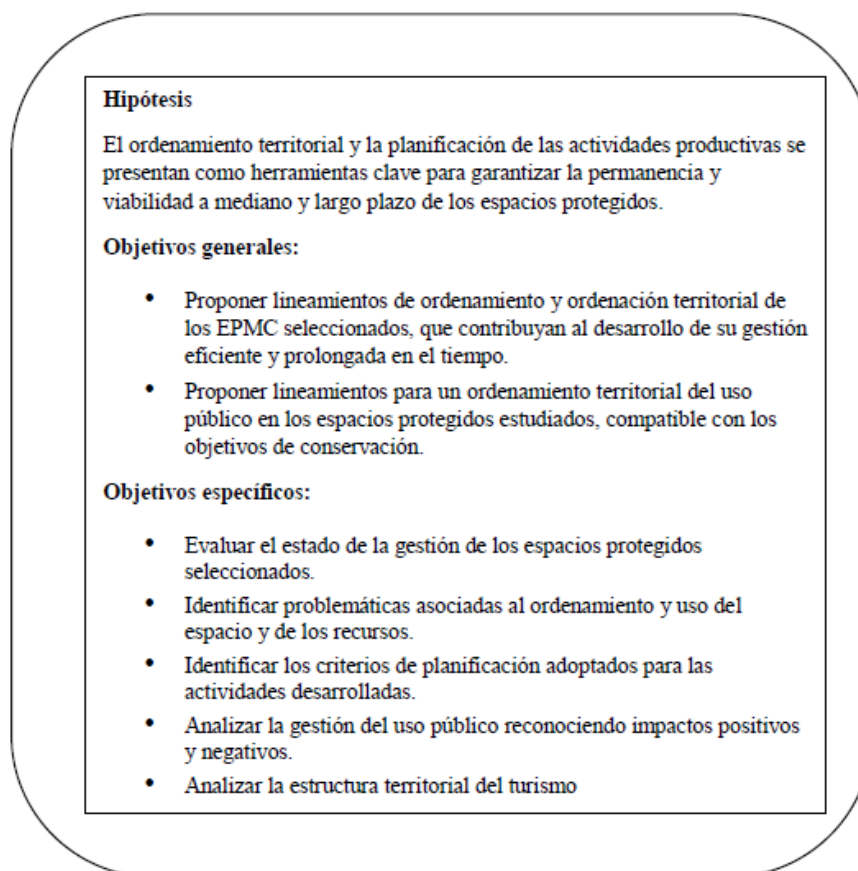 Hipótesis
El ordenamiento territorial y la planificación de las actividades productivas se
presentan como herramientas clave para garantizar la permanencia y
viabilidad a mediano y largo plazo de los espacios protegidos.
Objetivos generales:
• Proponer lineamientos de ordenamiento y ordenación territorial de
los EPMC seleccionados, que contribuyan al desarrollo de su gestión
eficiente y prolongada en el tiempo.
• Proponer lineamientos para un ordenamiento territorial del uso
público en los espacios protegidos estudiados, compatible con los
objetivos de conservación.
Objetivos específicos:
• Evaluar el estado de la gestión de los espacios protegidos
seleccionados.
• Identificar problemáticas asociadas al ordenamiento y uso del
espacio y de los recursos.
• Identificar los criterios de planificación adoptados para las
actividades desarrolladas.
• Analizar la gestión del uso público reconociendo impactos positivos
y negativos.
• Analizar la estructura territorial del turismo